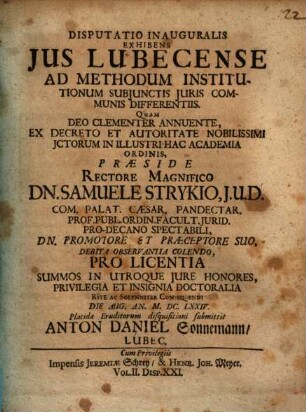 22
DISPUTATIO INAUGURALIS
EXHIBENS
JUS LUBECENSE
AD METHODUM INSTITU-
TIONUM SUBJUNCTIS JURIS COM-
MUNIS DIFFERENTIIS.
QUAM
DEO CLEMENTER ANNUENTE,
EX DECRETO ET AUTORITATE NOBILISSIMI
JCTORUM IN ILLUSTRI HAC ACADEMIA
ORDINIS,
PRÆSIDE
RECTORE MAGNIFICO
DN. SAMUELE STRYKIO, J.U.D.
COM. PALAT. CÆSAR. PANDECTAR.
PROF. PUBL. ORDIN. FACULT. JURID.
PRO-DECANO SPECTABILI,
DN. PROMOTORE ET PRÆCEPTORE SUO,
DEBITA OBSERVANTIA COLENDO,
PRO LICENTIA
SUMMOS IN UTROQUE JURE HONORES,
PRIVILEGIA ET INSIGNIA DOCTORALIA
RITE AC SOLENNITER CONSEQUENDI
DIE AUG. AN. M. DC. LXXIV.
Placidæ Eruditorum disquisitioni submittit
ANTON DANIEL Sonnemann/
LUBEC.
Cum Privilegiis
Impensis JEREMIÆ Schrey/ & HENR. JOH. Meyer.
VOL. II. DISP. XXI.